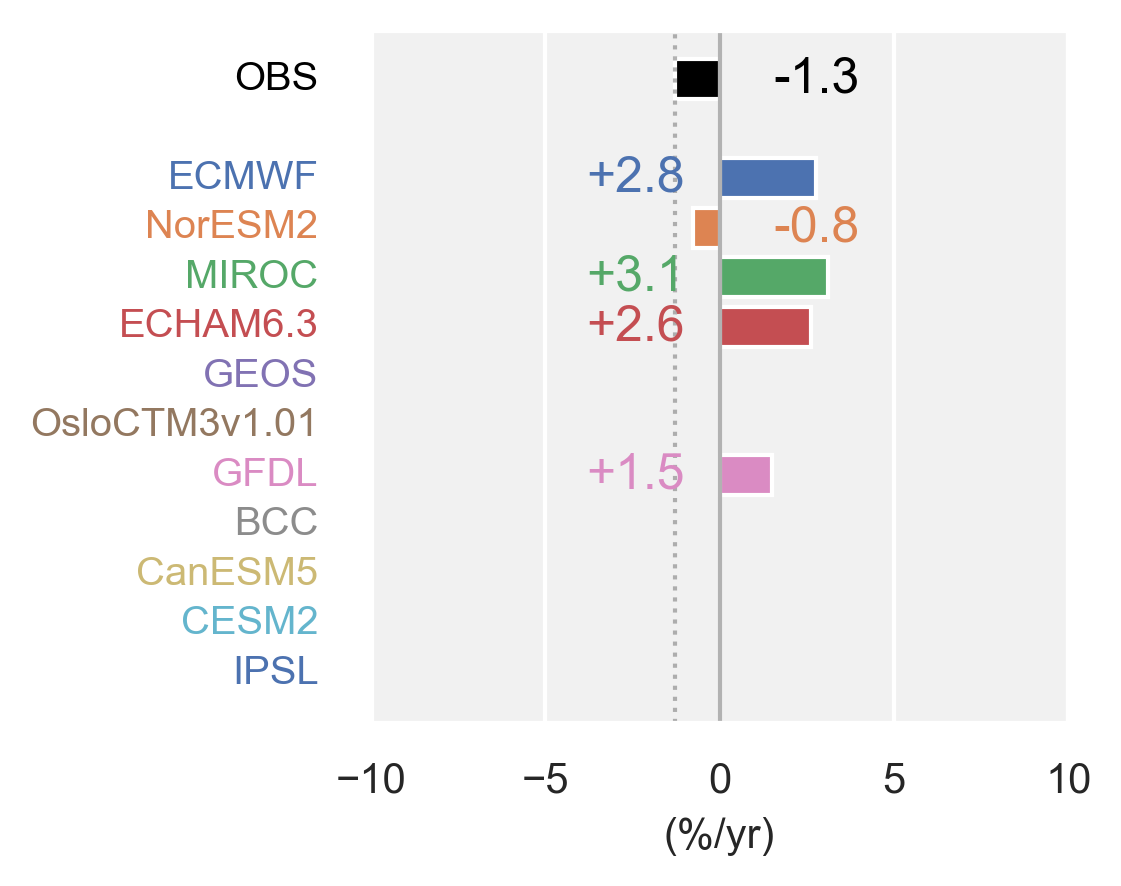 OBS -1.3
ECMWF +2.8
NorESM2 -0.8
MIROC +3.1
ECHAM6.3 +2.6
GEOS
OsloCTM3v1.01
GFDL +1.5
BCC
CanESM5
CESM2
IPSL
−10 −5 0 5 10
(%/yr)